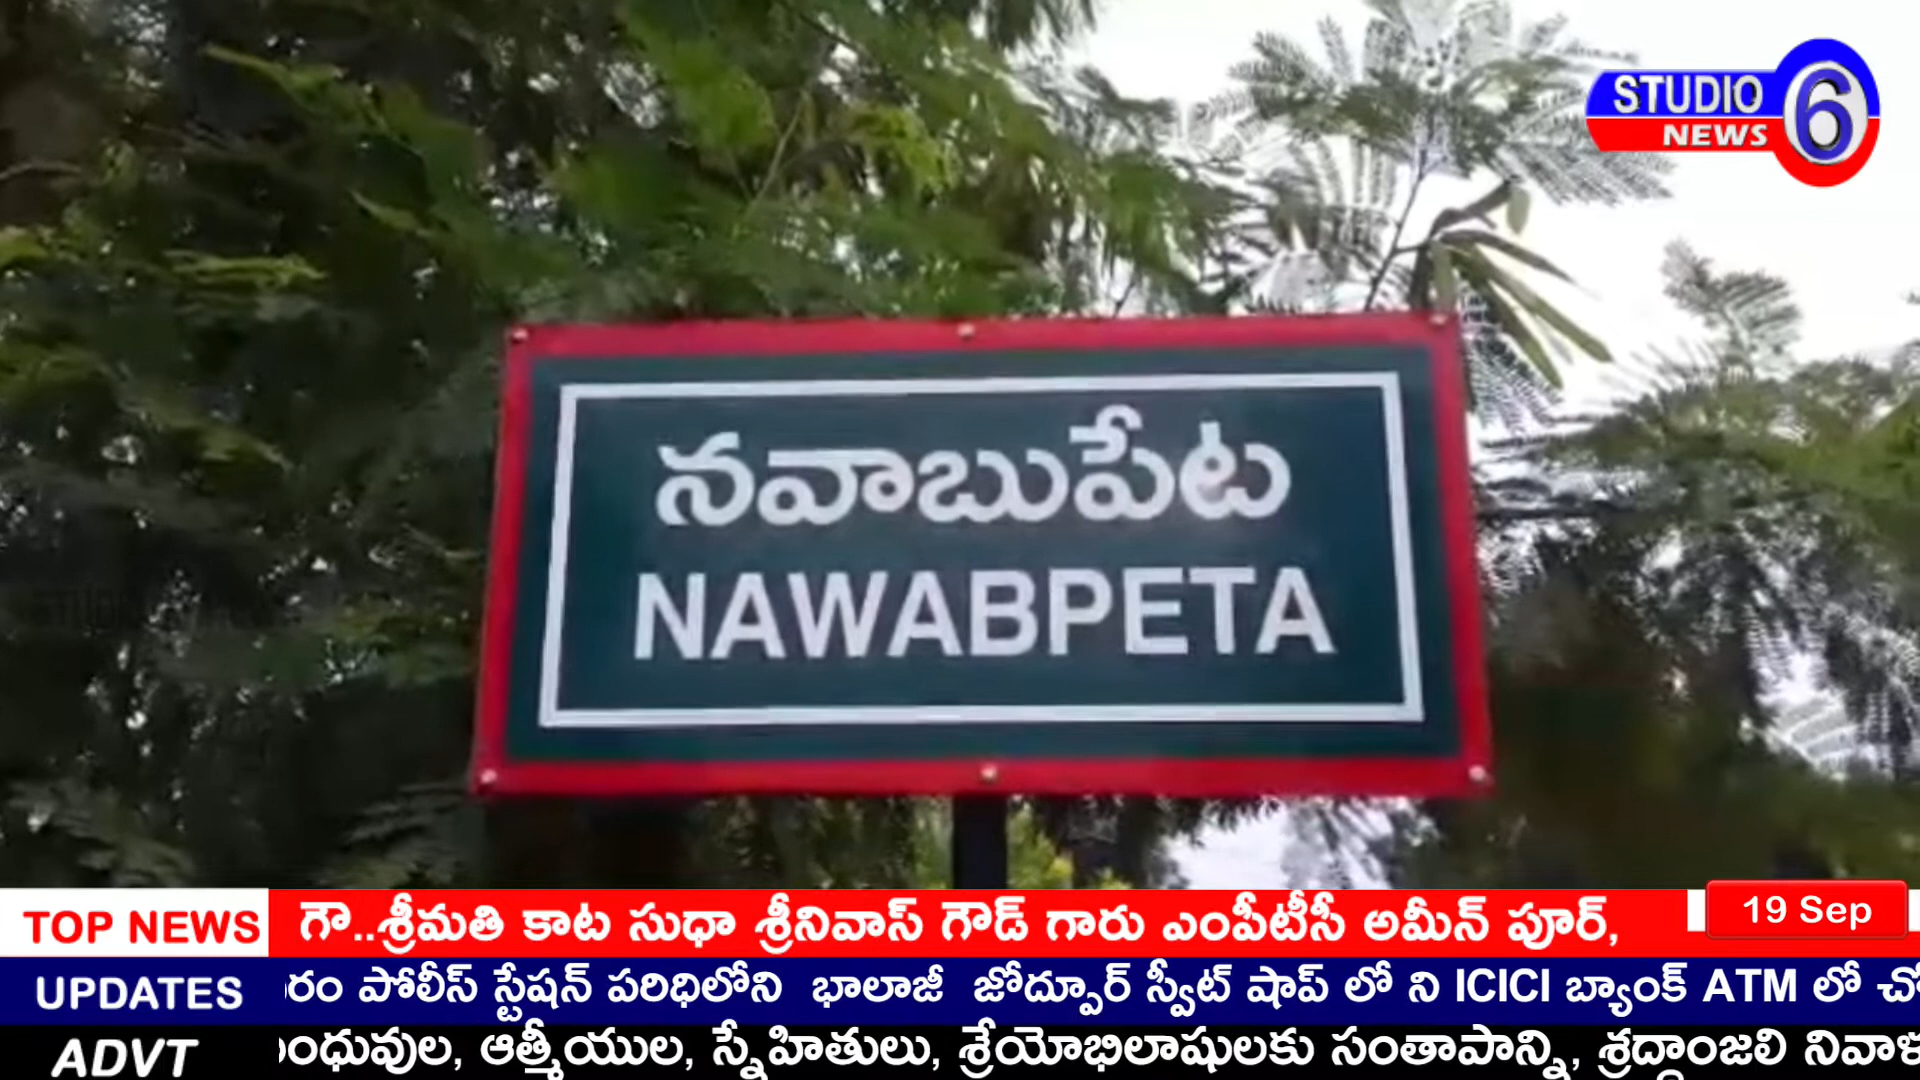 STUDIO 6
NEWS
నవాబుపేట
NAWABPETA
TOP NEWS గౌ..శ్రీమతి కాట సుధా శ్రీనివాస్ గౌడ్ గారు ఎంపీటీసీ అమీన్ పూర్, 19 Sep
UPDATES పోలీస్ స్టేషన్ పరిధిలోని భాలాజీ జోద్పూర్ స్వీట్ షాప్ లో ని ICICI బ్యాంక్ ATM లో
ADVT ఆత్మీయుల, స్నేహితులు, శ్రేయోభిలాషులకు సంతాపాన్ని, శ్రద్దాంజలి